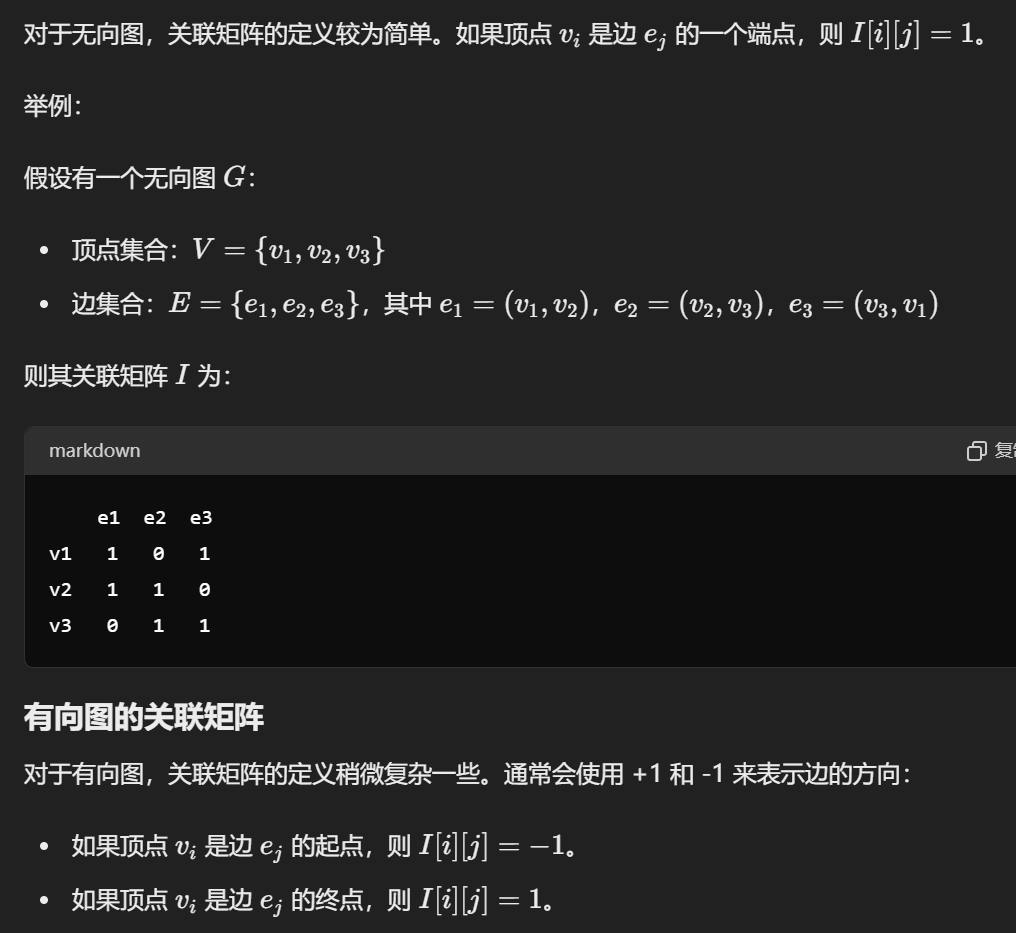 对于无向图，关联矩阵的定义较为简单。如果顶点 v_i 是边 e_j 的一个端点，则 I[i][j] = 1。
举例：
假设有一个无向图 G：
• 顶点集合：V = {v_1, v_2, v_3}
• 边集合：E = {e_1, e_2, e_3}，其中 e_1 = (v_1, v_2)，e_2 = (v_2, v_3)，e_3 = (v_3, v_1)
则其关联矩阵 I 为：
markdown 复
e1 e2 e3
v1 1 0 1
v2 1 1 0
v3 0 1 1
有向图的关联矩阵
对于有向图，关联矩阵的定义稍微复杂一些。通常会使用 +1 和 -1 来表示边的方向：
• 如果顶点 v_i 是边 e_j 的起点，则 I[i][j] = −1。
• 如果顶点 v_i 是边 e_j 的终点，则 I[i][j] = 1。